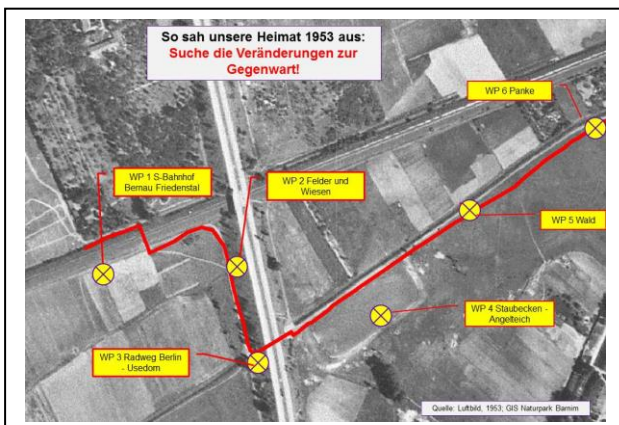 So sah unsere Heimat 1953 aus:
Suche die Veränderungen zur
Gegenwart!
WP 6 Panke
WP 1 S-Bahnhof
Bernau Friedenstal
WP 2 Felder und
Wiesen
WP 5 Wald
WP 4 Staubecken -
Angelteich
WP 3 Radweg Berlin
- Usedom
Quelle: Luftbild, 1953; GIS Naturpark Barnim